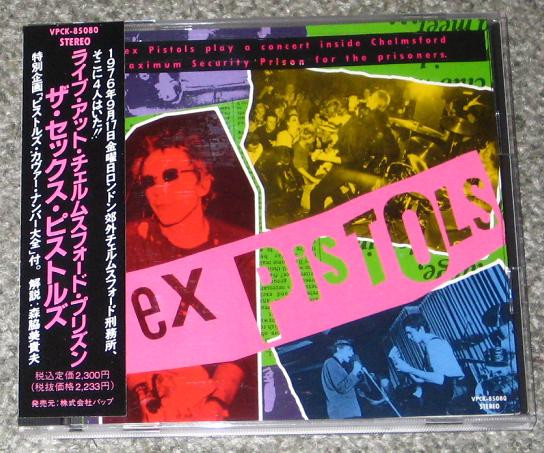 VPCK-85080
STEREO
1976年9月17日金曜日ロンドン郊外チェルムスフォード刑務所、
そこに4人はいた!!
ライブ・アット・チェルムスフォード・プリズン
ザ・セックス・ピストルズ
特別企画「ピストルズ・カヴァー・ナンバー大全」付。 解説:森脇美貴夫
税込定価2,300円
(税抜価格2,233円)
発売元:株式会社バップ
ex Pistols play a concert inside Chelmsford
aximum Security Prison for the prisoners.
ex PISTOLS
VPCK-85080
STEREO